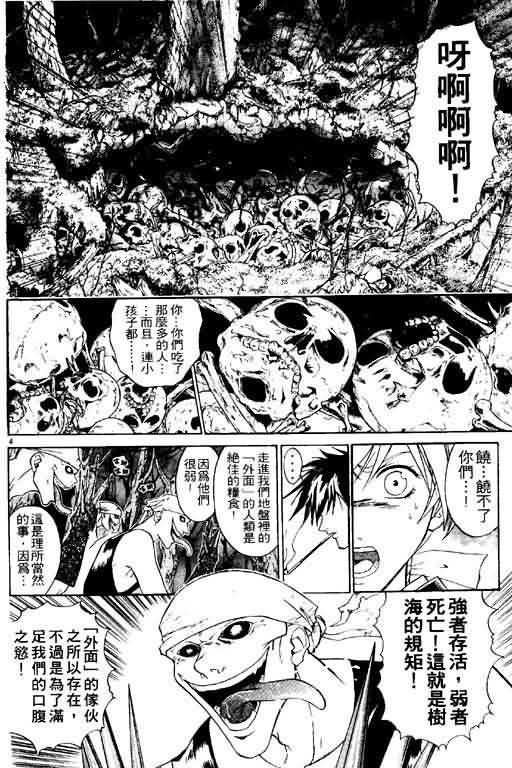 呀啊啊啊！
你、你們吃了
那麼多的人…
…而且，連小
孩子都……
饒…饒不了
你們…！
……
走進我們地盤裡的
「外面」的人類是
絕佳的糧食！
因為他們
很弱！
這是理所當然
的事，因為…
強者存活，弱者
死亡！這就是樹
海的規矩！
「外面」的傢伙
之所以存在，
不過是為了滿
足我們的口腹
之慾！
4